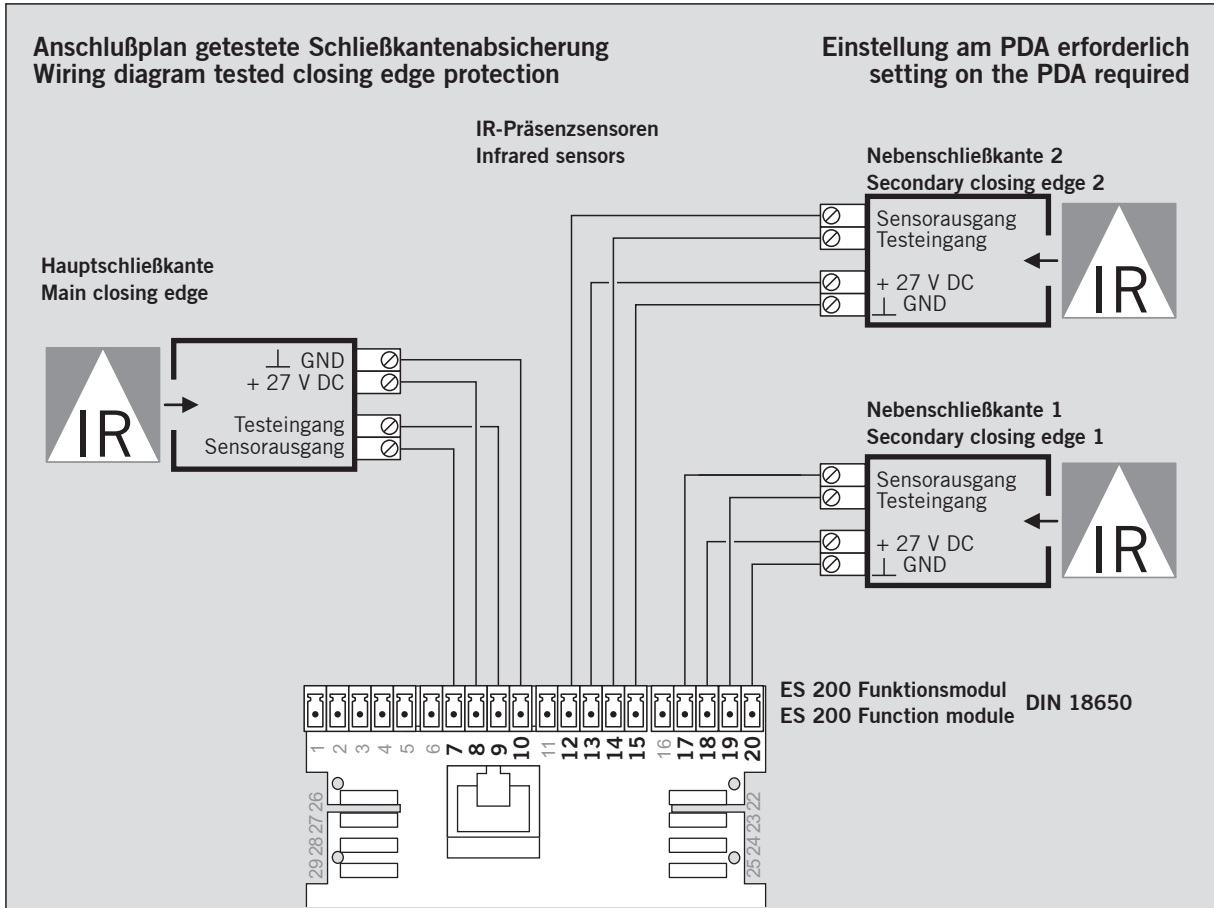 Anschlußplan getestete Schließkantenabsicherung
Wiring diagram tested closing edge protection
Einstellung am PDA erforderlich
setting on the PDA required
IR-Präsenzsensoren
Infrared sensors
Nebenschließkante 2
Secondary closing edge 2
Sensorausgang
Testeingang
+ 27 V DC
⊥ GND
IR
Hauptschließkante
Main closing edge
IR
⊥ GND
+ 27 V DC
Testeingang
Sensorausgang
Nebenschließkante 1
Secondary closing edge 1
Sensorausgang
Testeingang
+ 27 V DC
⊥ GND
IR
ES 200 Funktionsmodul
ES 200 Function module
DIN 18650
1 2 3 4 5 6 7 8 9 10 11 12 13 14 15 16 17 18 19 20
29 28 27 26
25 24 23 22